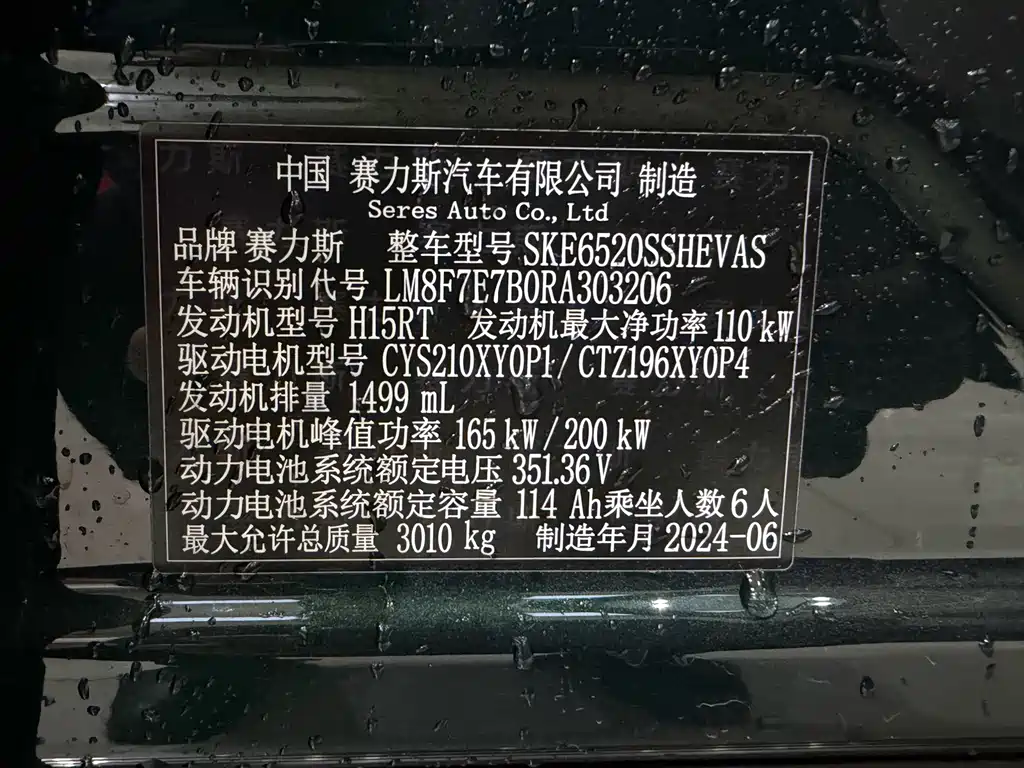 中国 赛力斯汽车有限公司 制造
Seres Auto Co., Ltd
品牌 赛力斯 整车型号 SKE6520SSHEVAS
车辆识别代号 LM8F7E7B0RA303206
发动机型号 H15RT 发动机最大净功率 110 kW
驱动电机型号 CYS210XY0P1/CTZ196XY0P4
发动机排量 1499 mL
驱动电机峰值功率 165 kW/200 kW
动力电池系统额定电压 351.36V
动力电池系统额定容量 114 Ah乘坐人数 6人
最大允许总质量 3010 kg 制造年月 2024-06